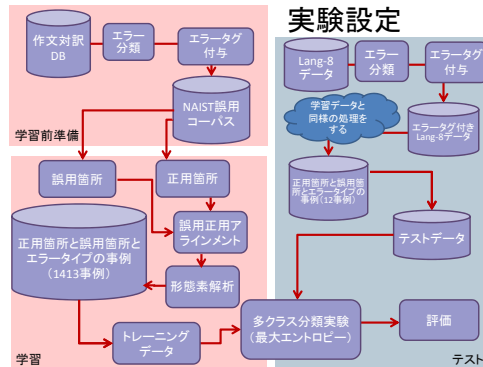 実験設定
作文対訳
DB
エラー
分類
エラータグ
付与
NAIST誤用
コーパス
学習前準備
誤用箇所
正用箇所
誤用正用ア
ラインメント
正用箇所と誤用箇所と
エラータイプの事例
(1413事例)
形態素解析
トレーニング
データ
学習
Lang-8
データ
エラー
分類
エラータグ
付与
学習データと
同様の処理を
する
エラータグ付き
Lang-8データ
正用箇所と誤用箇
所とエラータイプの
事例(12事例)
テストデータ
多クラス分類実験
(最大エントロピー)
評価
テスト